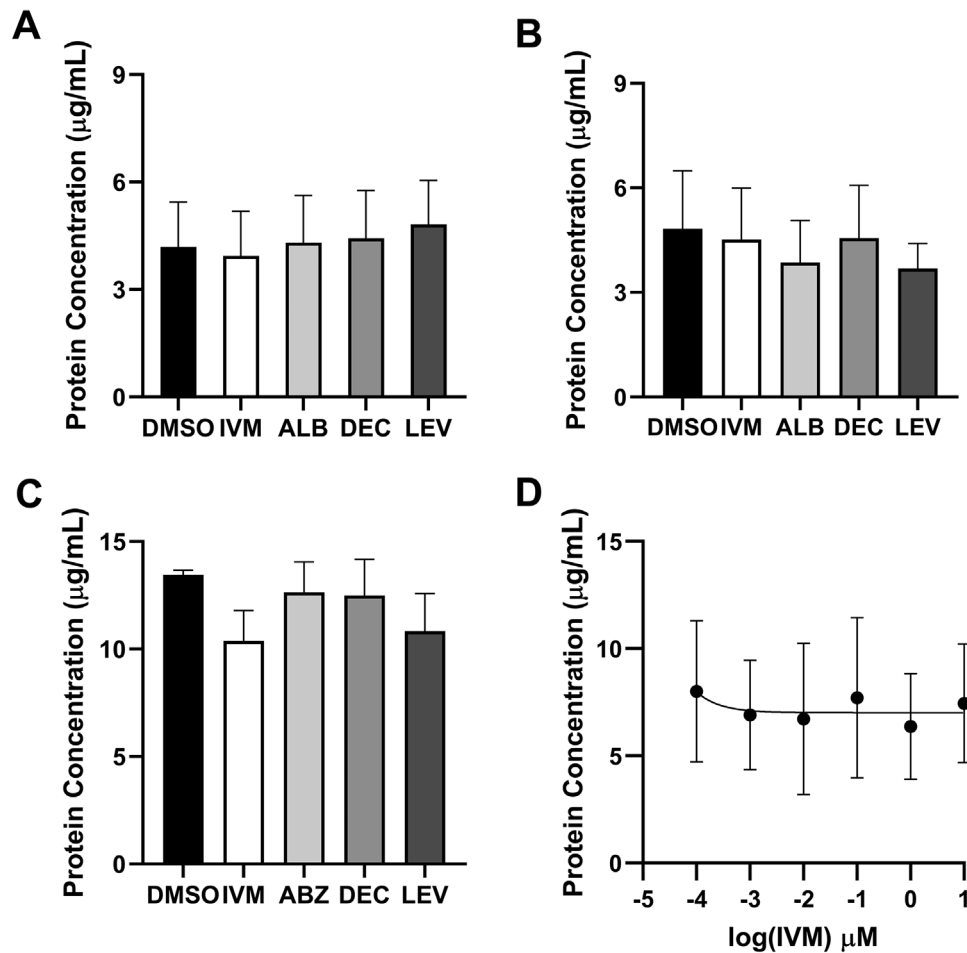 A
Protein Concentration (μg/mL)
9
6
3
0
DMSO IVM ALB DEC LEV
B
Protein Concentration (μg/mL)
9
6
3
0
DMSO IVM ALB DEC LEV
C
Protein Concentration (μg/mL)
15
10
5
0
DMSO IVM ABZ DEC LEV
D
Protein Concentration (μg/mL)
15
10
5
0
-5 -4 -3 -2 -1 0 1
log(IVM) μM